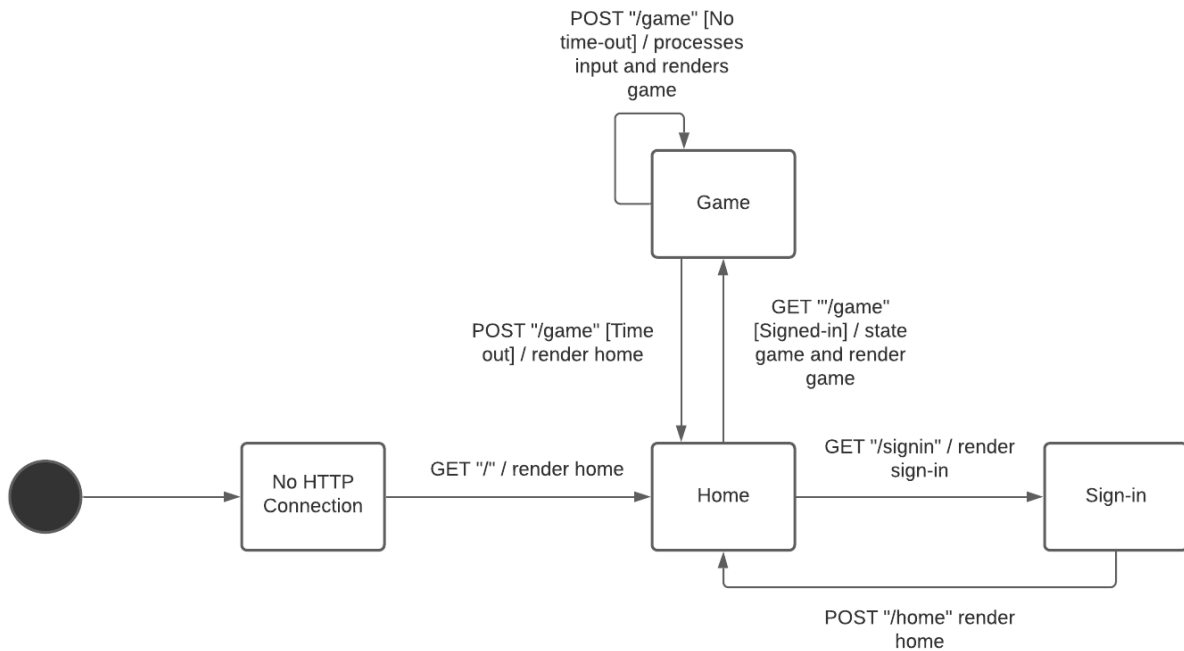 POST "/game" [No
time-out] / processes
input and renders
game
Game
POST "/game" [Time
out] / render home
GET '"/game"
[Signed-in] / state
game and render
game
No HTTP
Connection
GET "/" / render home
Home
GET "/signin" / render
sign-in
Sign-in
POST "/home" render
home